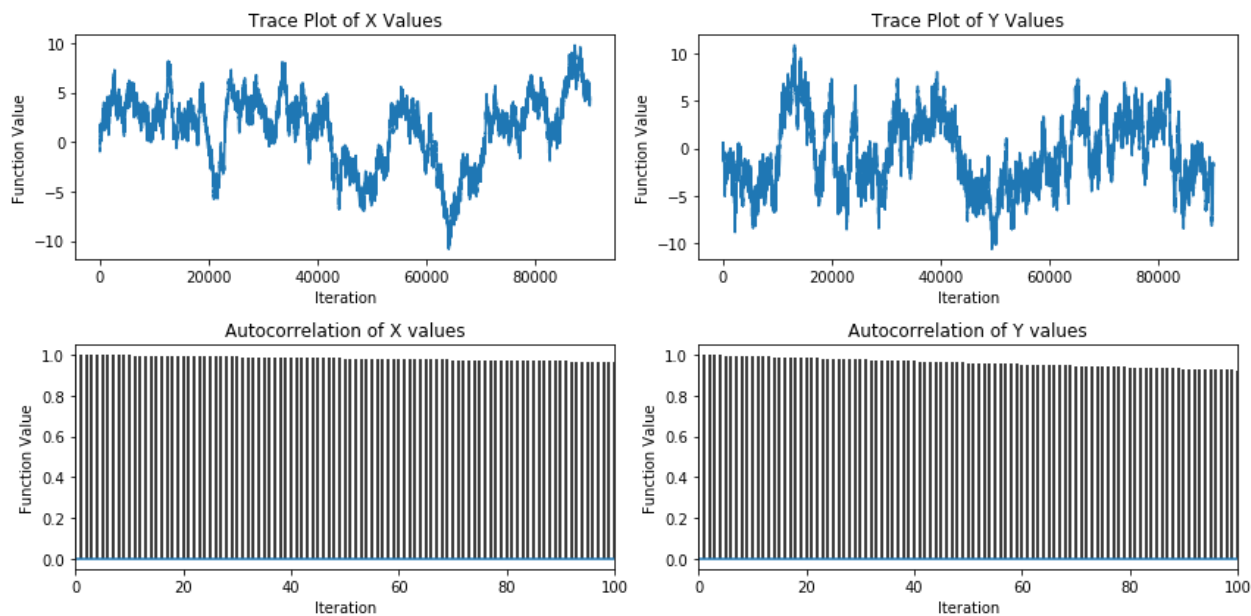 Trace Plot of X Values
10
5
0
−5
−10
Function Value
0 20000 40000 60000 80000
Iteration
Trace Plot of Y Values
10
5
0
−5
−10
Function Value
0 20000 40000 60000 80000
Iteration
Autocorrelation of X values
1.0
0.8
0.6
0.4
0.2
0.0
Function Value
0 20 40 60 80 100
Iteration
Autocorrelation of Y values
1.0
0.8
0.6
0.4
0.2
0.0
Function Value
0 20 40 60 80 100
Iteration